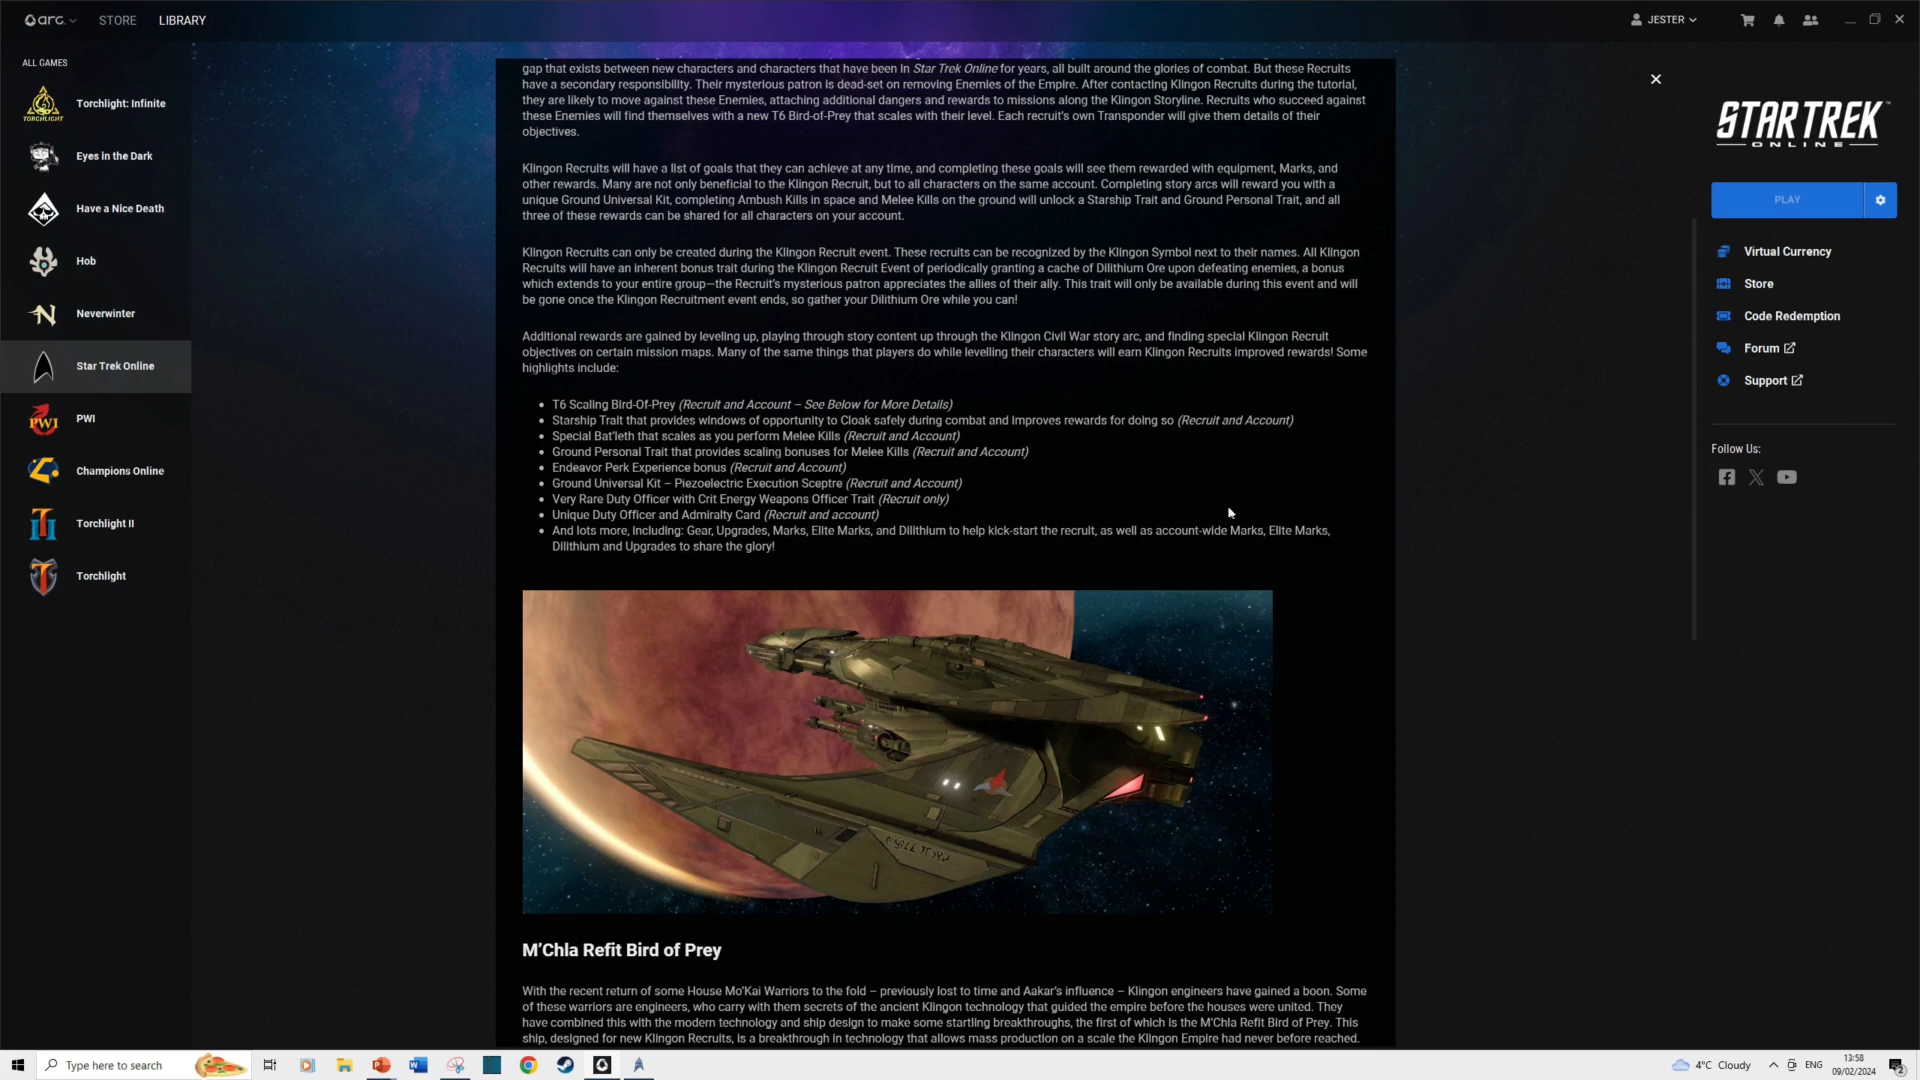 arc
STORE
LIBRARY
JESTER
ALL GAMES
TORCHLIGHT
Torchlight: Infinite
Eyes in the Dark
Have a Nice Death
Hob
Neverwinter
Star Trek Online
PWI
PWI
Champions Online
Torchlight II
Torchlight
gap that exists between new characters and characters that have been in Star Trek Online for years, all built around the glories of combat. But these Recruits
have a secondary responsibility. Their mysterious patron is dead-set on removing Enemies of the Empire. After contacting Klingon Recruits during the tutorial,
they are likely to move against these Enemies, attaching additional dangers and rewards to missions along the Klingon Storyline. Recruits who succeed against
these Enemies will find themselves with a new T6 Bird-of-Prey that scales with their level. Each recruit's own Transponder will give them details of their
objectives.
Klingon Recruits will have a list of goals that they can achieve at any time, and completing these goals will see them rewarded with equipment, Marks, and
other rewards. Many are not only beneficial to the Klingon Recruit, but to all characters on the same account. Completing story arcs will reward you with a
unique Ground Universal Kit, completing Ambush Kills in space and Melee Kills on the ground will unlock a Starship Trait and Ground Personal Trait, and all
three of these rewards can be shared for all characters on your account.
Klingon Recruits can only be created during the Klingon Recruit event. These recruits can be recognized by the Klingon Symbol next to their names. All Klingon
Recruits will have an inherent bonus trait during the Klingon Recruit Event of periodically granting a cache of Dilithium Ore upon defeating enemies, a bonus
which extends to your entire group—the Recruit's mysterious patron appreciates the allies of their ally. This trait will only be available during this event and will
be gone once the Klingon Recruitment event ends, so gather your Dilithium Ore while you can!
Additional rewards are gained by leveling up, playing through story content up through the Klingon Civil War story arc, and finding special Klingon Recruit
objectives on certain mission maps. Many of the same things that players do while levelling their characters will earn Klingon Recruits improved rewards! Some
highlights include:
• T6 Scaling Bird-Of-Prey (Recruit and Account – See Below for More Details)
• Starship Trait that provides windows of opportunity to Cloak safely during combat and improves rewards for doing so (Recruit and Account)
• Special Bat'leth that scales as you perform Melee Kills (Recruit and Account)
• Ground Personal Trait that provides scaling bonuses for Melee Kills (Recruit and Account)
• Endeavor Perk Experience bonus (Recruit and Account)
• Ground Universal Kit – Piezoelectric Execution Sceptre (Recruit and Account)
• Very Rare Duty Officer with Crit Energy Weapons Officer Trait (Recruit only)
• Unique Duty Officer and Admiralty Card (Recruit and account)
• And lots more, including: Gear, Upgrades, Marks, Elite Marks, and Dilithium to help kick-start the recruit, as well as account-wide Marks, Elite Marks,
Dilithium and Upgrades to share the glory!
M'Chla Refit Bird of Prey
With the recent return of some House Mo'Kai Warriors to the fold – previously lost to time and Aakar's influence – Klingon engineers have gained a boon. Some
of these warriors are engineers, who carry with them secrets of the ancient Klingon technology that guided the empire before the houses were united. They
have combined this with the modern technology and ship design to make some startling breakthroughs, the first of which is the M'Chla Refit Bird of Prey. This
ship, designed for new Klingon Recruits, is a breakthrough in technology that allows mass production on a scale the Klingon Empire had never before reached.
STAR TREK
ONLINE
PLAY
Virtual Currency
Store
Code Redemption
Forum
Support
Follow Us:
Type here to search
4°C Cloudy
ENG
13:58
09/02/2024
2